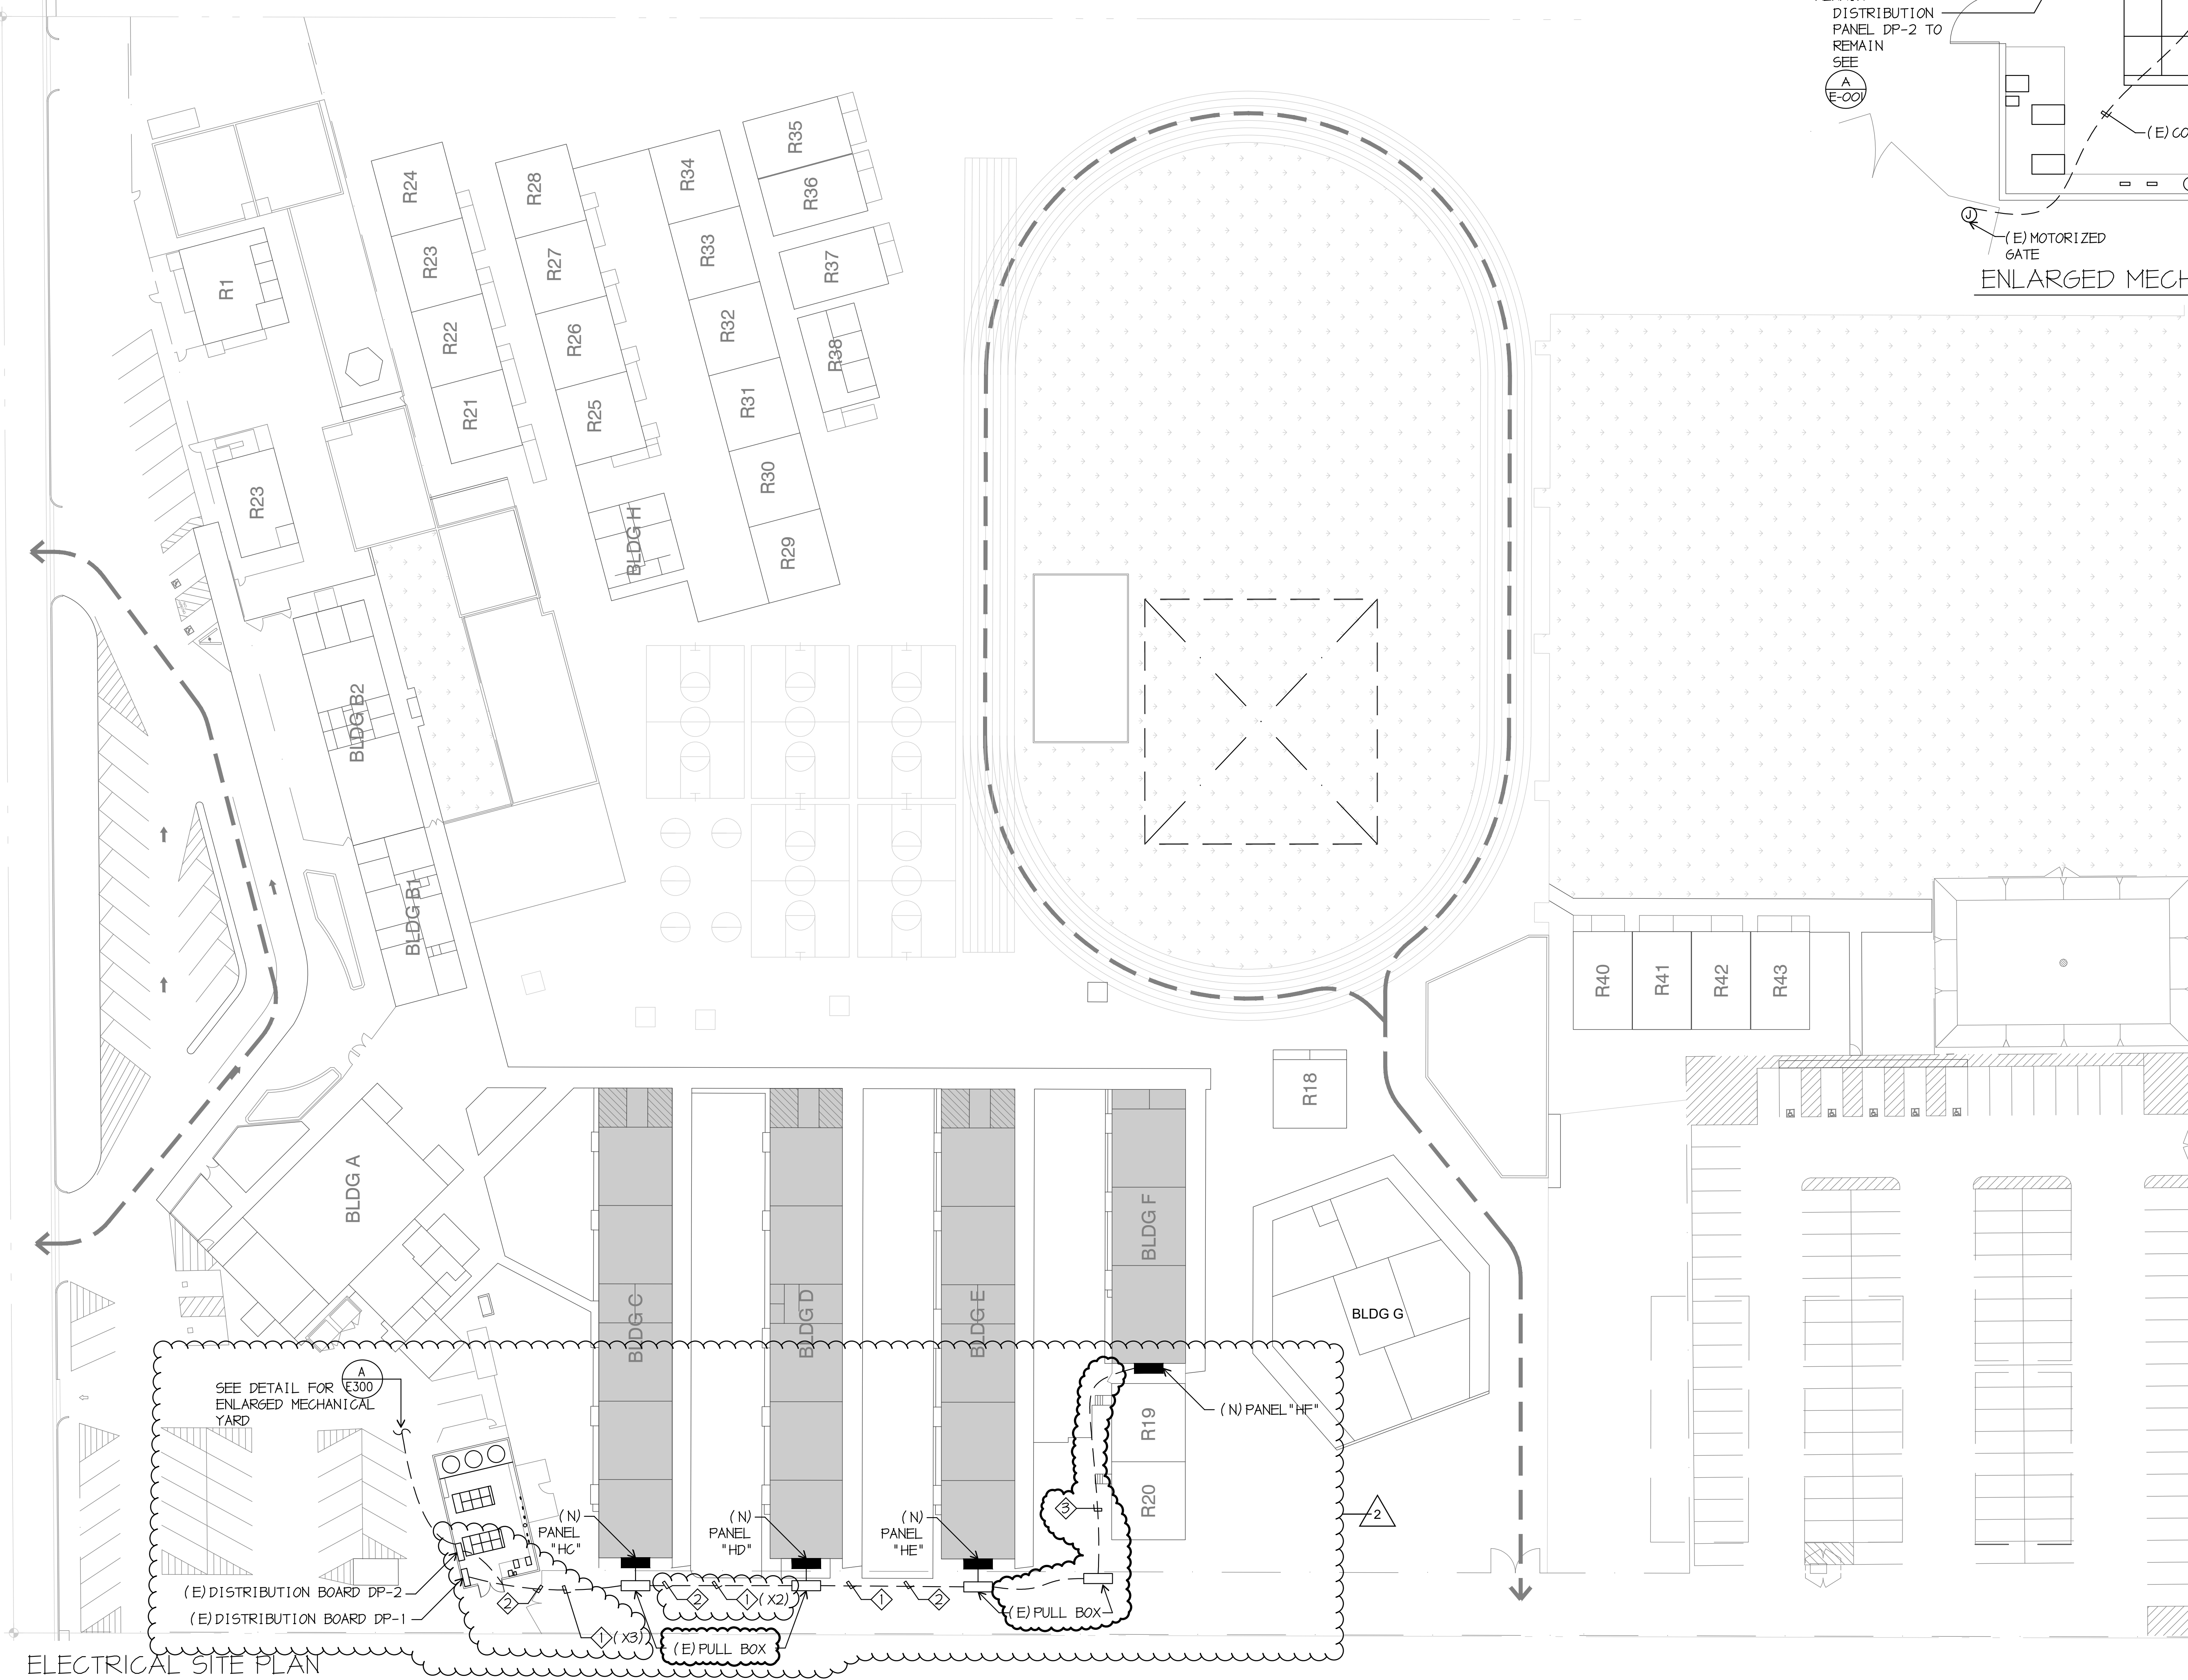 DISTRIBUTION
PANEL DP-2 TO
REMAIN
SEE
A
E-001
(E) CO
J
(E) MOTORIZED
GATE
ENLARGED MECH
R24
R23
R22
R21
R28
R27
R26
R25
R34
R33
R32
R31
R30
R29
R35
R36
R37
R38
R1
R23
BLDG H
BLDG B2
BLDG B1
R40
R41
R42
R43
R18
BLDG A
BLDG C
BLDG D
BLDG E
BLDG F
BLDG G
R19
R20
A
E300
SEE DETAIL FOR
ENLARGED MECHANICAL
YARD
(N) PANEL "HF"
(N)
PANEL
"HC"
(N)
PANEL
"HD"
(N)
PANEL
"HE"
3
2
(E) DISTRIBUTION BOARD DP-2
(E) DISTRIBUTION BOARD DP-1
2
1 (X3)
2
1 (X2)
1
2
(E) PULL BOX
(E) PULL BOX
ELECTRICAL SITE PLAN